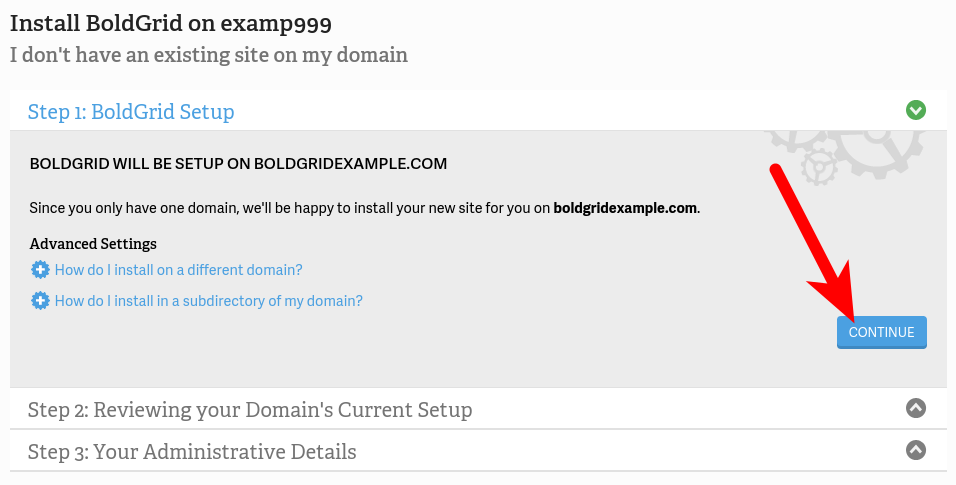 Install BoldGrid on examp999
I don't have an existing site on my domain
Step 1: BoldGrid Setup
BOLDGRID WILL BE SETUP ON BOLDGRIDEXAMPLE.COM
Since you only have one domain, we'll be happy to install your new site for you on boldgridexample.com.
Advanced Settings
How do I install on a different domain?
How do I install in a subdirectory of my domain?
CONTINUE
Step 2: Reviewing your Domain's Current Setup
Step 3: Your Administrative Details